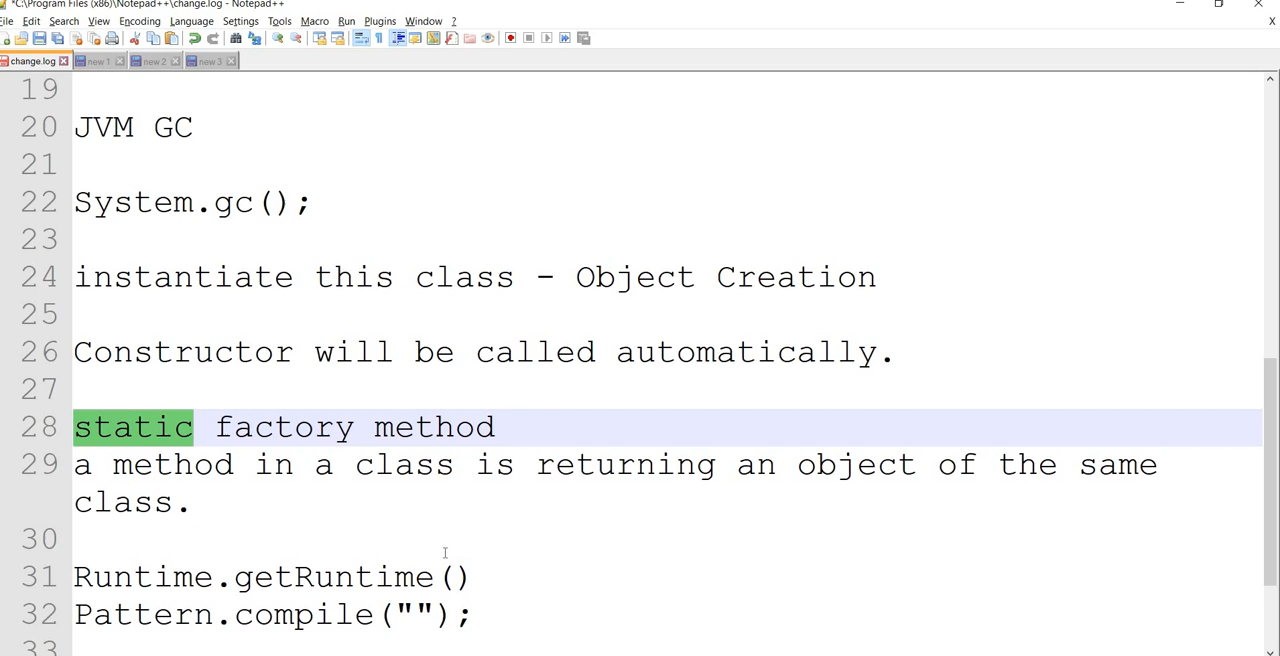 *C:\Program Files (x86)\Notepad++\change.log - Notepad++
File Edit Search View Encoding Language Settings Tools Macro Run Plugins Window ?
X
change.log new 1 new 2 new 3
19
20 JVM GC
21
22 System.gc();
23
24 instantiate this class - Object Creation
25
26 Constructor will be called automatically.
27
28 static factory method
29 a method in a class is returning an object of the same
class.
30
31 Runtime.getRuntime()
32 Pattern.compile("");
33